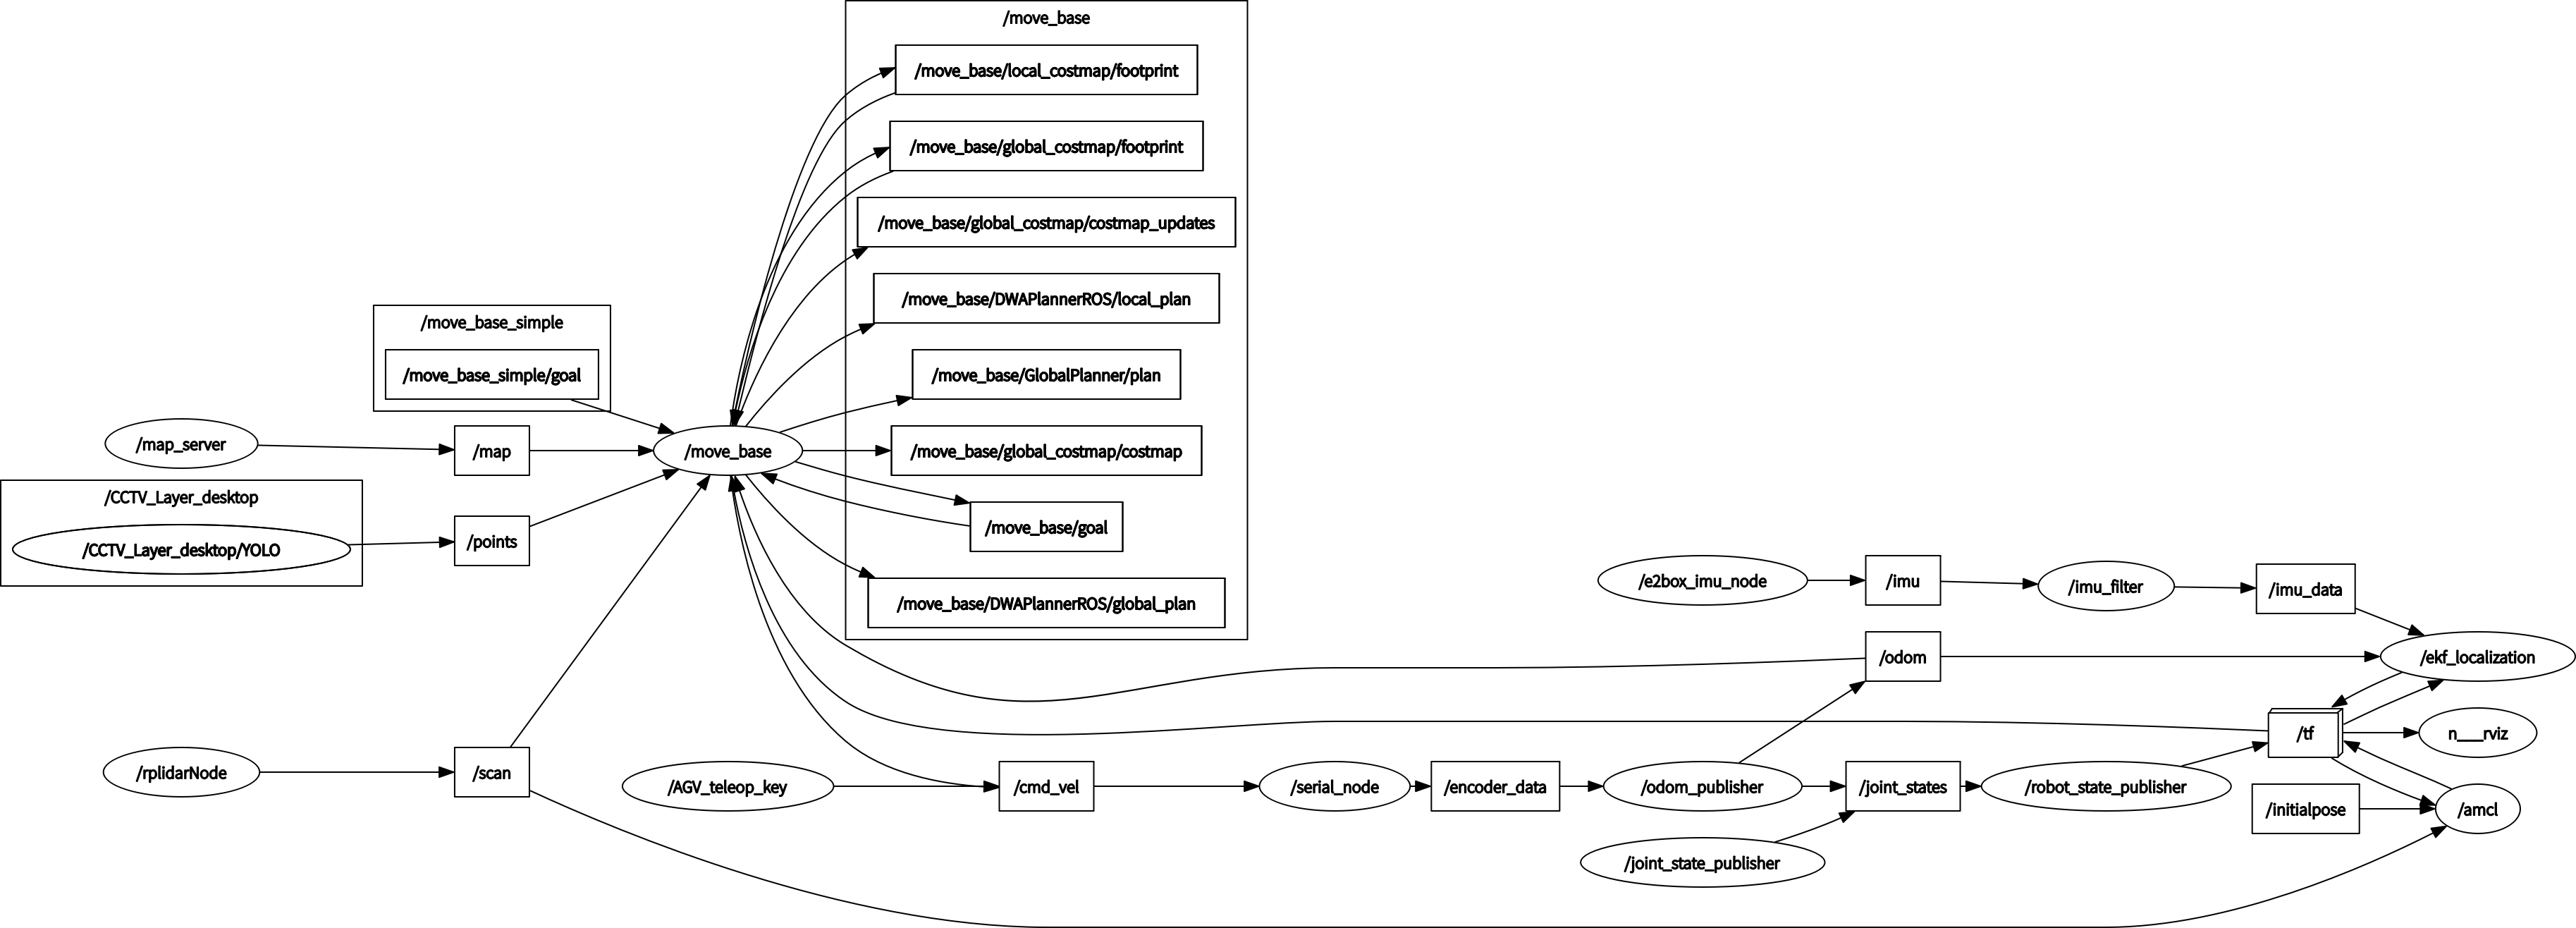 /move_base
/move_base/local_costmap/footprint
/move_base/global_costmap/footprint
/move_base/global_costmap/costmap_updates
/move_base/DWAPlannerROS/local_plan
/move_base_simple
/move_base_simple/goal
/move_base/GlobalPlanner/plan
/map_server
/map
/move_base
/move_base/global_costmap/costmap
/CCTV_Layer_desktop
/CCTV_Layer_desktop/YOLO
/points
/move_base/goal
/move_base/DWAPlannerROS/global_plan
/e2box_imu_node
/imu
/imu_filter
/imu_data
/odom
/ekf_localization
/tf
n___rviz
/rplidarNode
/scan
/AGV_teleop_key
/cmd_vel
/serial_node
/encoder_data
/odom_publisher
/joint_states
/robot_state_publisher
/initialpose
/amcl
/joint_state_publisher